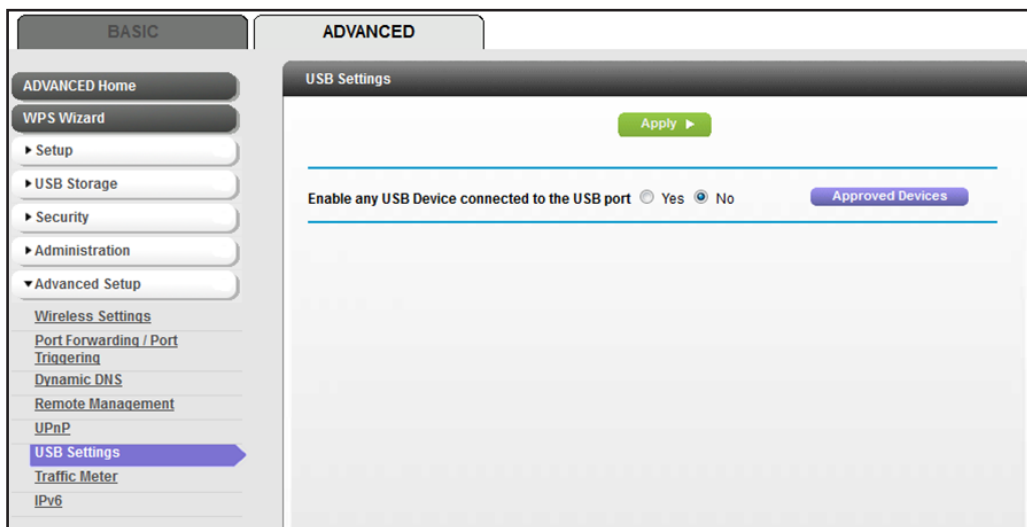 BASIC
ADVANCED
ADVANCED Home
WPS Wizard
Setup
USB Storage
Security
Administration
Advanced Setup
Wireless Settings
Port Forwarding / Port
Triggering
Dynamic DNS
Remote Management
UPnP
USB Settings
Traffic Meter
IPv6
USB Settings
Apply
Enable any USB Device connected to the USB port Yes No Approved Devices